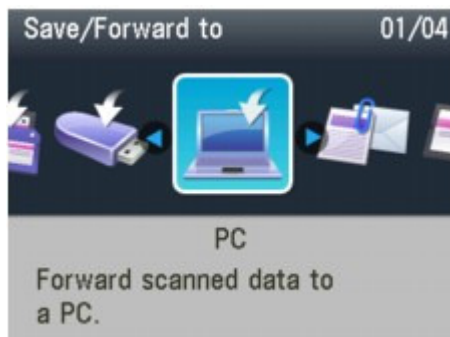 Save/Forward to 01/04
PC
Forward scanned data to
a PC.